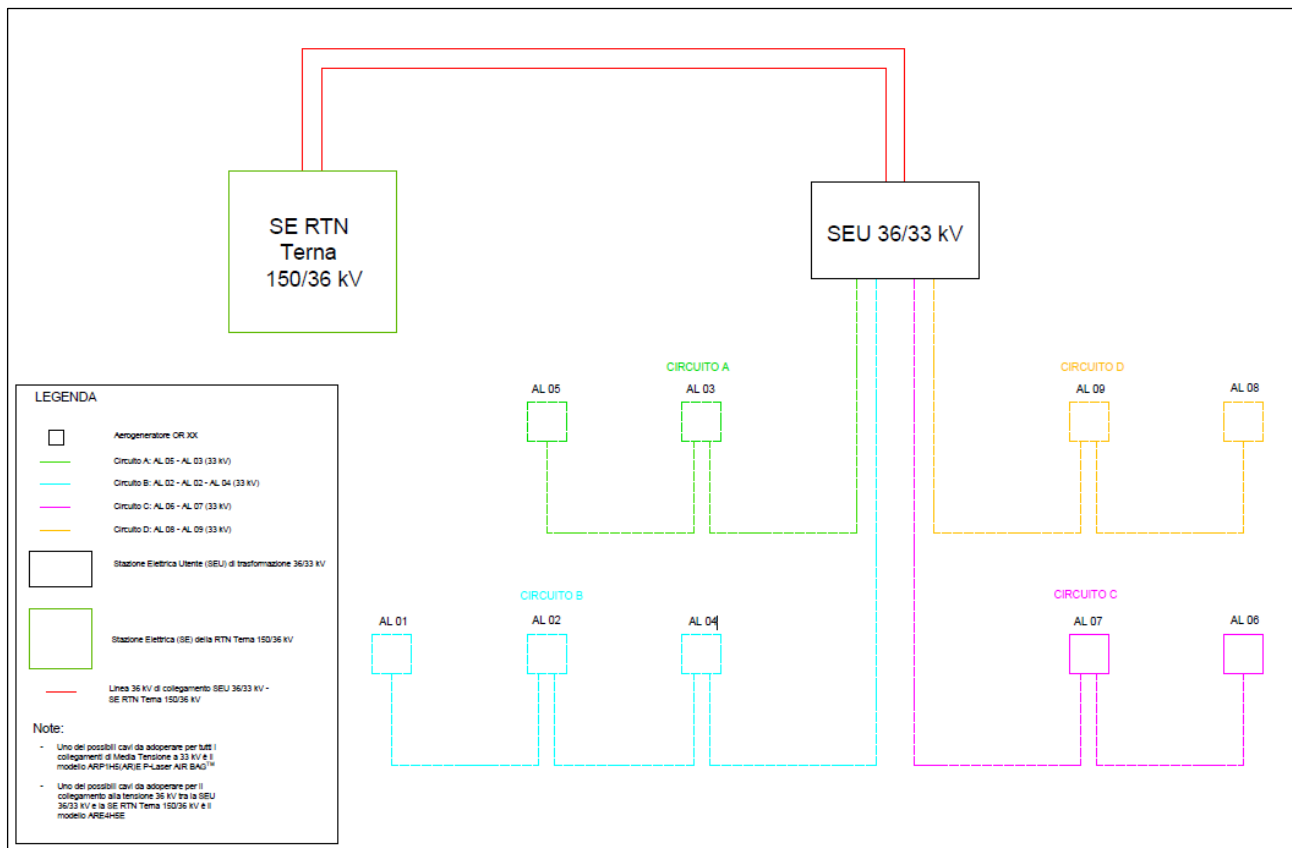 SE RTN
Terna
150/36 kV
SEU 36/33 kV
CIRCUITO A
AL 05
AL 03
CIRCUITO D
AL 09
AL 08
CIRCUITO B
AL 01
AL 02
AL 04
CIRCUITO C
AL 07
AL 06
LEGENDA
Aerogeneratore OR XX
Circuito A: AL 05 - AL 03 (33 kV)
Circuito B: AL 02 - AL 02 - AL 04 (33 kV)
Circuito C: AL 06 - AL 07 (33 kV)
Circuito D: AL 08 - AL 09 (33 kV)
Stazione Elettrica Utente (SEU) di trasformazione 36/33 kV
Stazione Elettrica (SE) della RTN Terna 150/36 kV
Linea 36 kV di collegamento SEU 36/33 kV -
SE RTN Terna 150/36 kV
Note:
- Uno dei possibili cavi da adoperare per tutti i
collegamenti di Media Tensione a 33 kV è il
modello ARP1H5(AR)E P-Laser AIR BAG™
- Uno dei possibili cavi da adoperare per il
collegamento alla tensione 36 kV tra la SEU
36/33 kV e la SE RTN Terna 150/36 kV è il
modello ARE4H5E